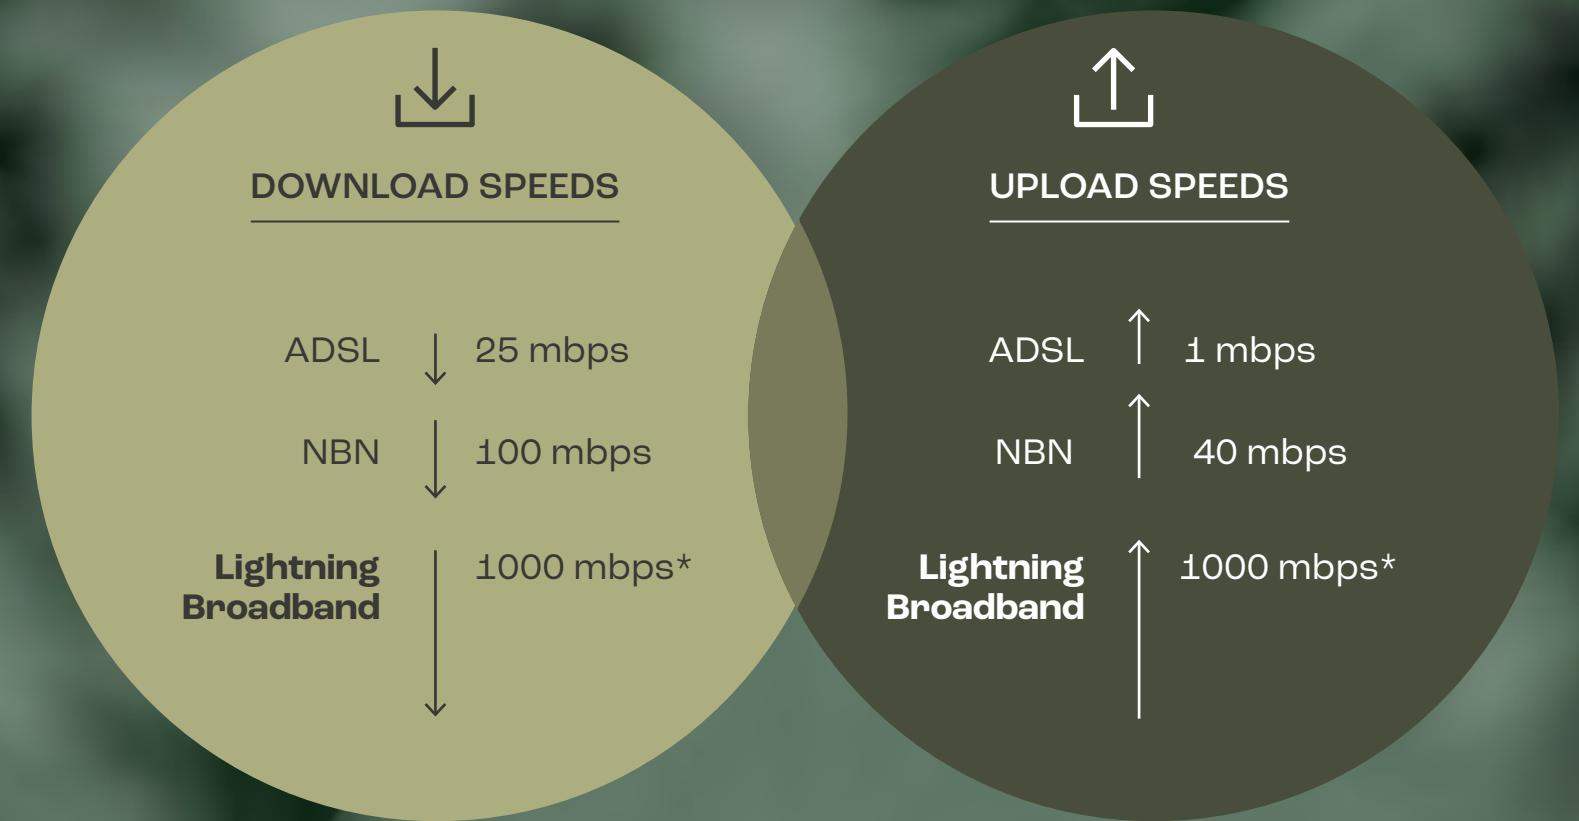 DOWNLOAD SPEEDS
ADSL 25 mbps
NBN 100 mbps
Lightning 1000 mbps*
Broadband
UPLOAD SPEEDS
ADSL 1 mbps
NBN 40 mbps
Lightning 1000 mbps*
Broadband